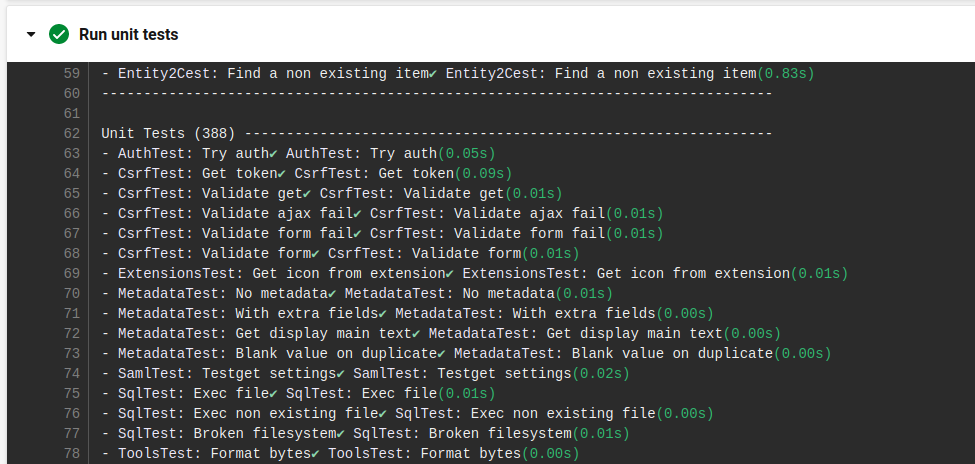 Run unit tests
59 - Entity2Cest: Find a non existing item✔ Entity2Cest: Find a non existing item(0.83s)
60 --------------------------------------------------------------------------------
61
62 Unit Tests (388) ---------------------------------------------------------------
63 - AuthTest: Try auth✔ AuthTest: Try auth(0.05s)
64 - CsrfTest: Get token✔ CsrfTest: Get token(0.09s)
65 - CsrfTest: Validate get✔ CsrfTest: Validate get(0.01s)
66 - CsrfTest: Validate ajax fail✔ CsrfTest: Validate ajax fail(0.01s)
67 - CsrfTest: Validate form fail✔ CsrfTest: Validate form fail(0.01s)
68 - CsrfTest: Validate form✔ CsrfTest: Validate form(0.01s)
69 - ExtensionsTest: Get icon from extension✔ ExtensionsTest: Get icon from extension(0.01s)
70 - MetadataTest: No metadata✔ MetadataTest: No metadata(0.01s)
71 - MetadataTest: With extra fields✔ MetadataTest: With extra fields(0.00s)
72 - MetadataTest: Get display main text✔ MetadataTest: Get display main text(0.00s)
73 - MetadataTest: Blank value on duplicate✔ MetadataTest: Blank value on duplicate(0.00s)
74 - SamlTest: Testget settings✔ SamlTest: Testget settings(0.02s)
75 - SqlTest: Exec file✔ SqlTest: Exec file(0.01s)
76 - SqlTest: Exec non existing file✔ SqlTest: Exec non existing file(0.00s)
77 - SqlTest: Broken filesystem✔ SqlTest: Broken filesystem(0.01s)
78 - ToolsTest: Format bytes✔ ToolsTest: Format bytes(0.00s)